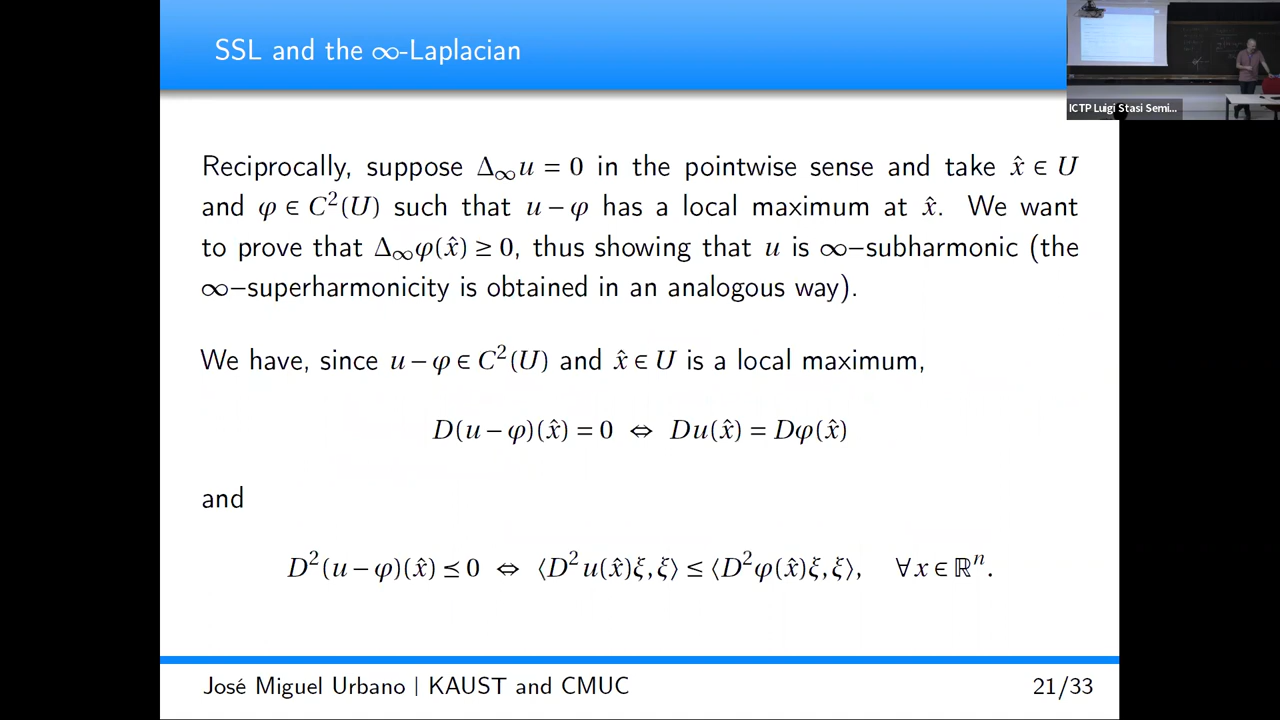 SSL and the ∞-Laplacian
ICTP Luigi Stasi Semi...
Reciprocally, suppose Δ∞u = 0 in the pointwise sense and take x̂ ∈ U
and φ ∈ C²(U) such that u − φ has a local maximum at x̂. We want
to prove that Δ∞φ(x̂) ≥ 0, thus showing that u is ∞−subharmonic (the
∞−superharmonicity is obtained in an analogous way).
We have, since u − φ ∈ C²(U) and x̂ ∈ U is a local maximum,
D(u − φ)(x̂) = 0 ⇔ Du(x̂) = Dφ(x̂)
and
D²(u − φ)(x̂) ⪯ 0 ⇔ ⟨D²u(x̂)ξ, ξ⟩ ≤ ⟨D²φ(x̂)ξ, ξ⟩, ∀x ∈ ℝⁿ.
José Miguel Urbano | KAUST and CMUC
21/33